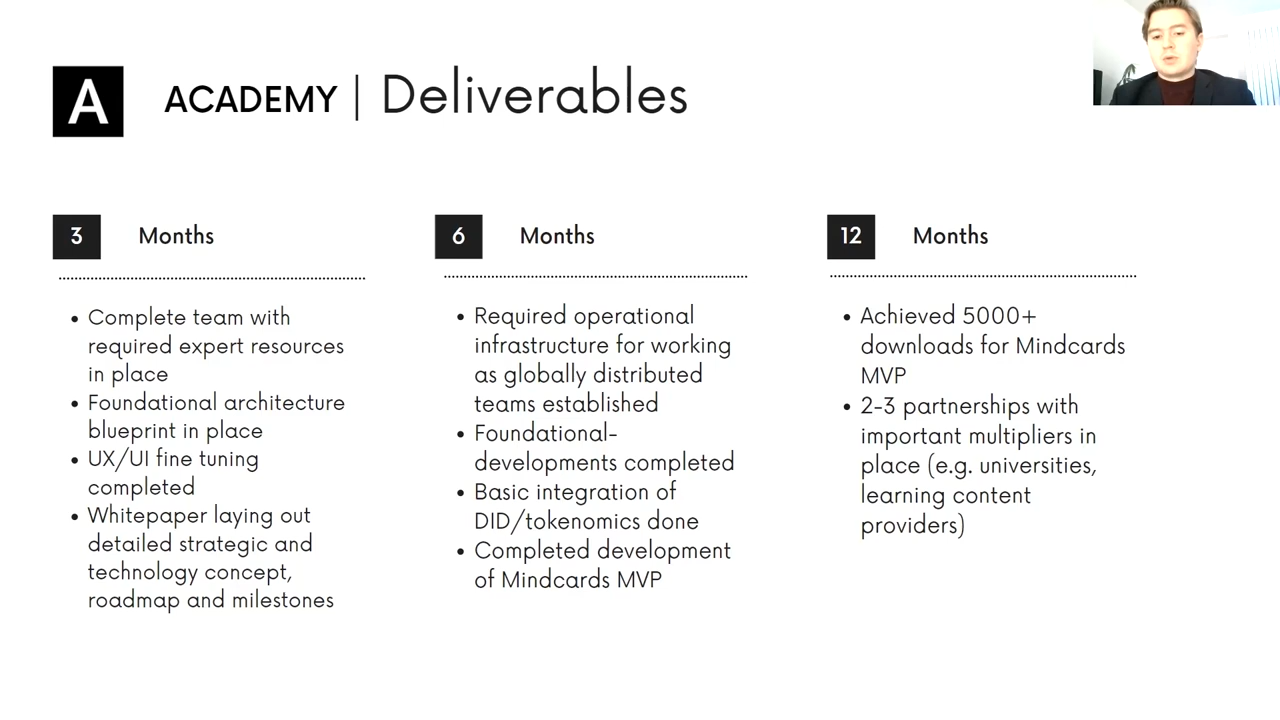 A
ACADEMY | Deliverables
3 Months
Complete team with
required expert resources
in place
Foundational architecture
blueprint in place
UX/UI fine tuning
completed
Whitepaper laying out
detailed strategic and
technology concept,
roadmap and milestones
6 Months
Required operational
infrastructure for working
as globally distributed
teams established
Foundational-
developments completed
Basic integration of
DID/tokenomics done
Completed development
of Mindcards MVP
12 Months
Achieved 5000+
downloads for Mindcards
MVP
2-3 partnerships with
important multipliers in
place (e.g. universities,
learning content
providers)